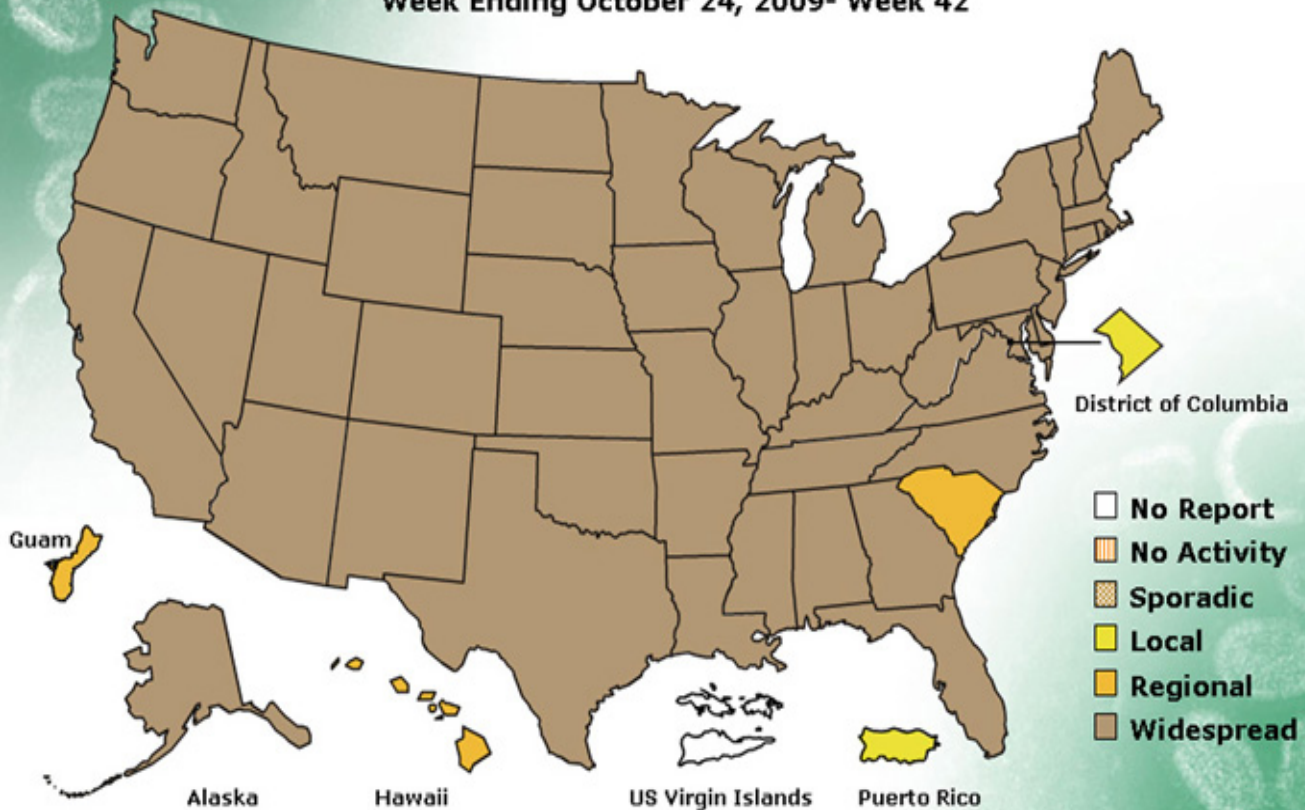 Week Ending October 24, 2009- Week 42
District of Columbia
No Report
No Activity
Sporadic
Local
Regional
Widespread
Guam
Alaska
Hawaii
US Virgin Islands
Puerto Rico